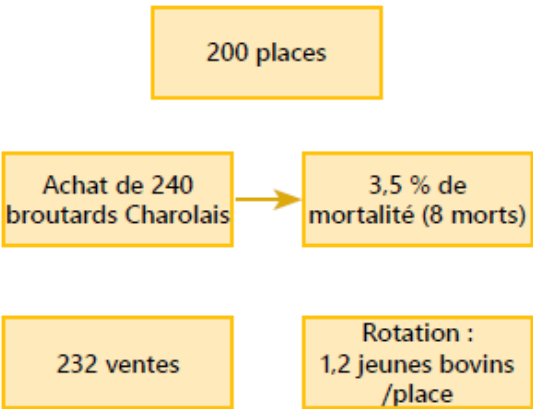 200 places
Achat de 240
broutards Charolais
3,5 % de
mortalité (8 morts)
232 ventes
Rotation :
1,2 jeunes bovins
/place